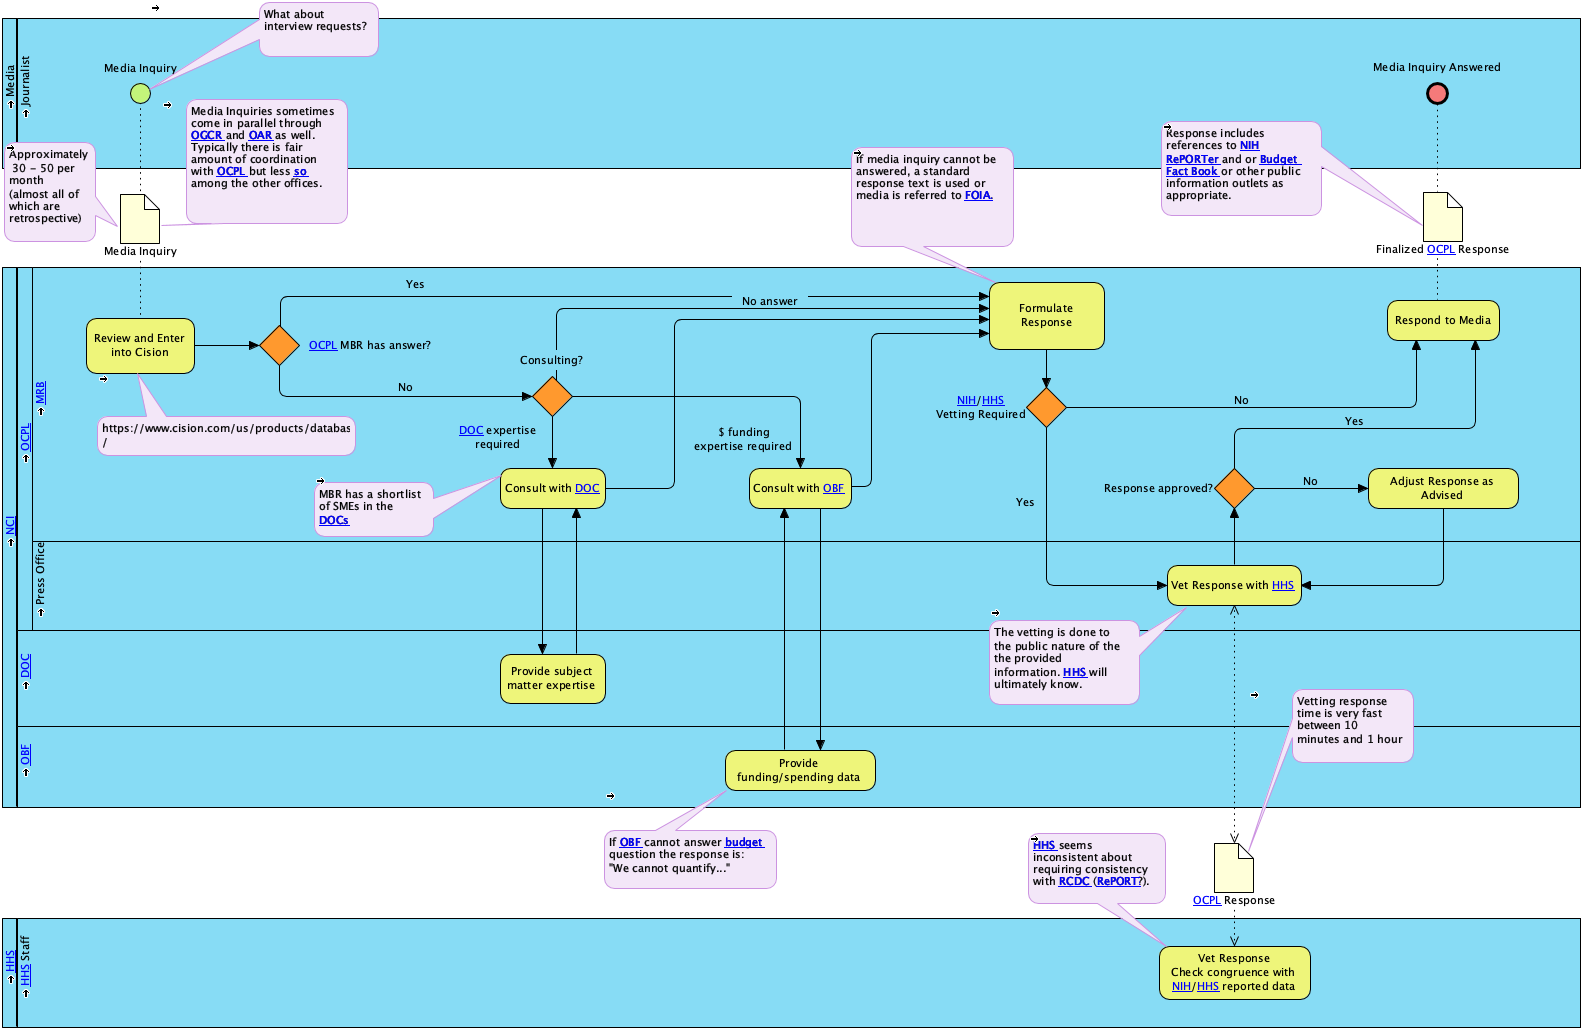 What about
interview requests?
Media
Journalist
Media Inquiry
Media Inquiry Answered
Media Inquiries sometimes
come in parallel through
OGCR and OAR as well.
Typically there is fair
amount of coordination
with OCPL but less so
among the other offices.
Approximately
30 - 50 per
month
(almost all of
which are
retrospective)
Media Inquiry
if media inquiry cannot be
answered, a standard
response text is used or
media is referred to FOIA.
Response includes
references to NIH
RePORTer and or Budget
Fact Book or other public
information outlets as
appropriate.
Finalized OCPL Response
NCI
OCPL
MRB
Review and Enter
into Cision
https://www.cision.com/us/products/databas
/
OCPL MBR has answer?
Yes
No
Consulting?
No answer
DOC expertise
required
$ funding
expertise required
MBR has a shortlist
of SMEs in the
DOCs
Consult with DOC
Consult with OBF
Formulate
Response
NIH/HHS
Vetting Required
No
Yes
Respond to Media
Response approved?
Yes
No
Adjust Response as
Advised
Press Office
Vet Response with HHS
The vetting is done to
the public nature of the
the provided
information. HHS will
ultimately know.
DOC
Provide subject
matter expertise
OBF
Provide
funding/spending data
If OBF cannot answer budget
question the response is:
"We cannot quantify..."
Vetting response
time is very fast
between 10
minutes and 1 hour
HHS seems
inconsistent about
requiring consistency
with RCDC (RePORT?).
OCPL Response
HHS
HHS Staff
Vet Response
Check congruence with
NIH/HHS reported data